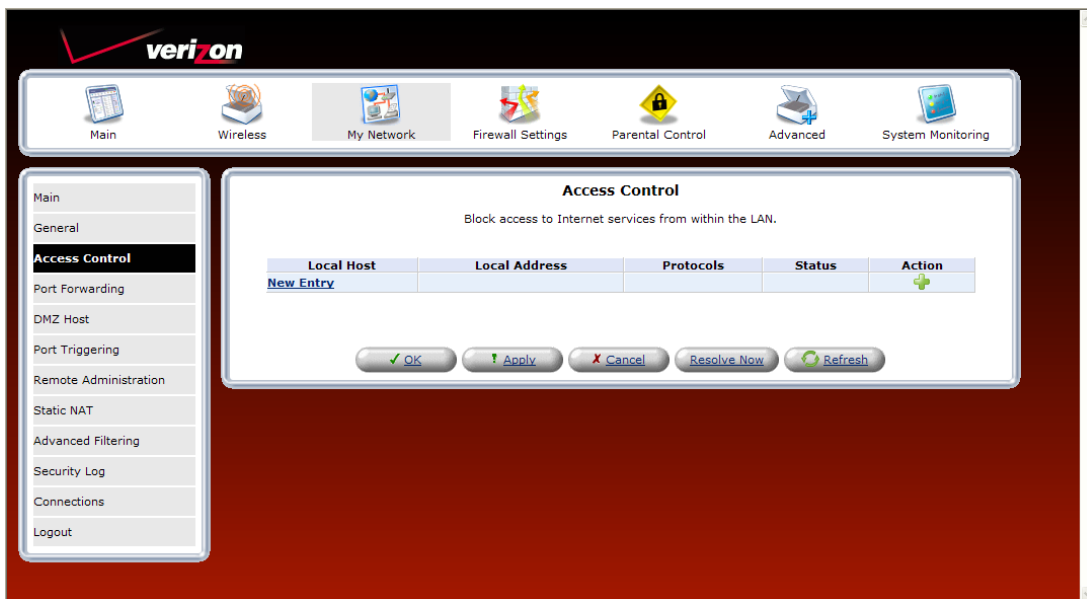 verizon
Main Wireless My Network Firewall Settings Parental Control Advanced System Monitoring
Main
General
Access Control
Port Forwarding
DMZ Host
Port Triggering
Remote Administration
Static NAT
Advanced Filtering
Security Log
Connections
Logout
Access Control
Block access to Internet services from within the LAN.
Local Host Local Address Protocols Status Action
New Entry
OK Apply Cancel Resolve Now Refresh